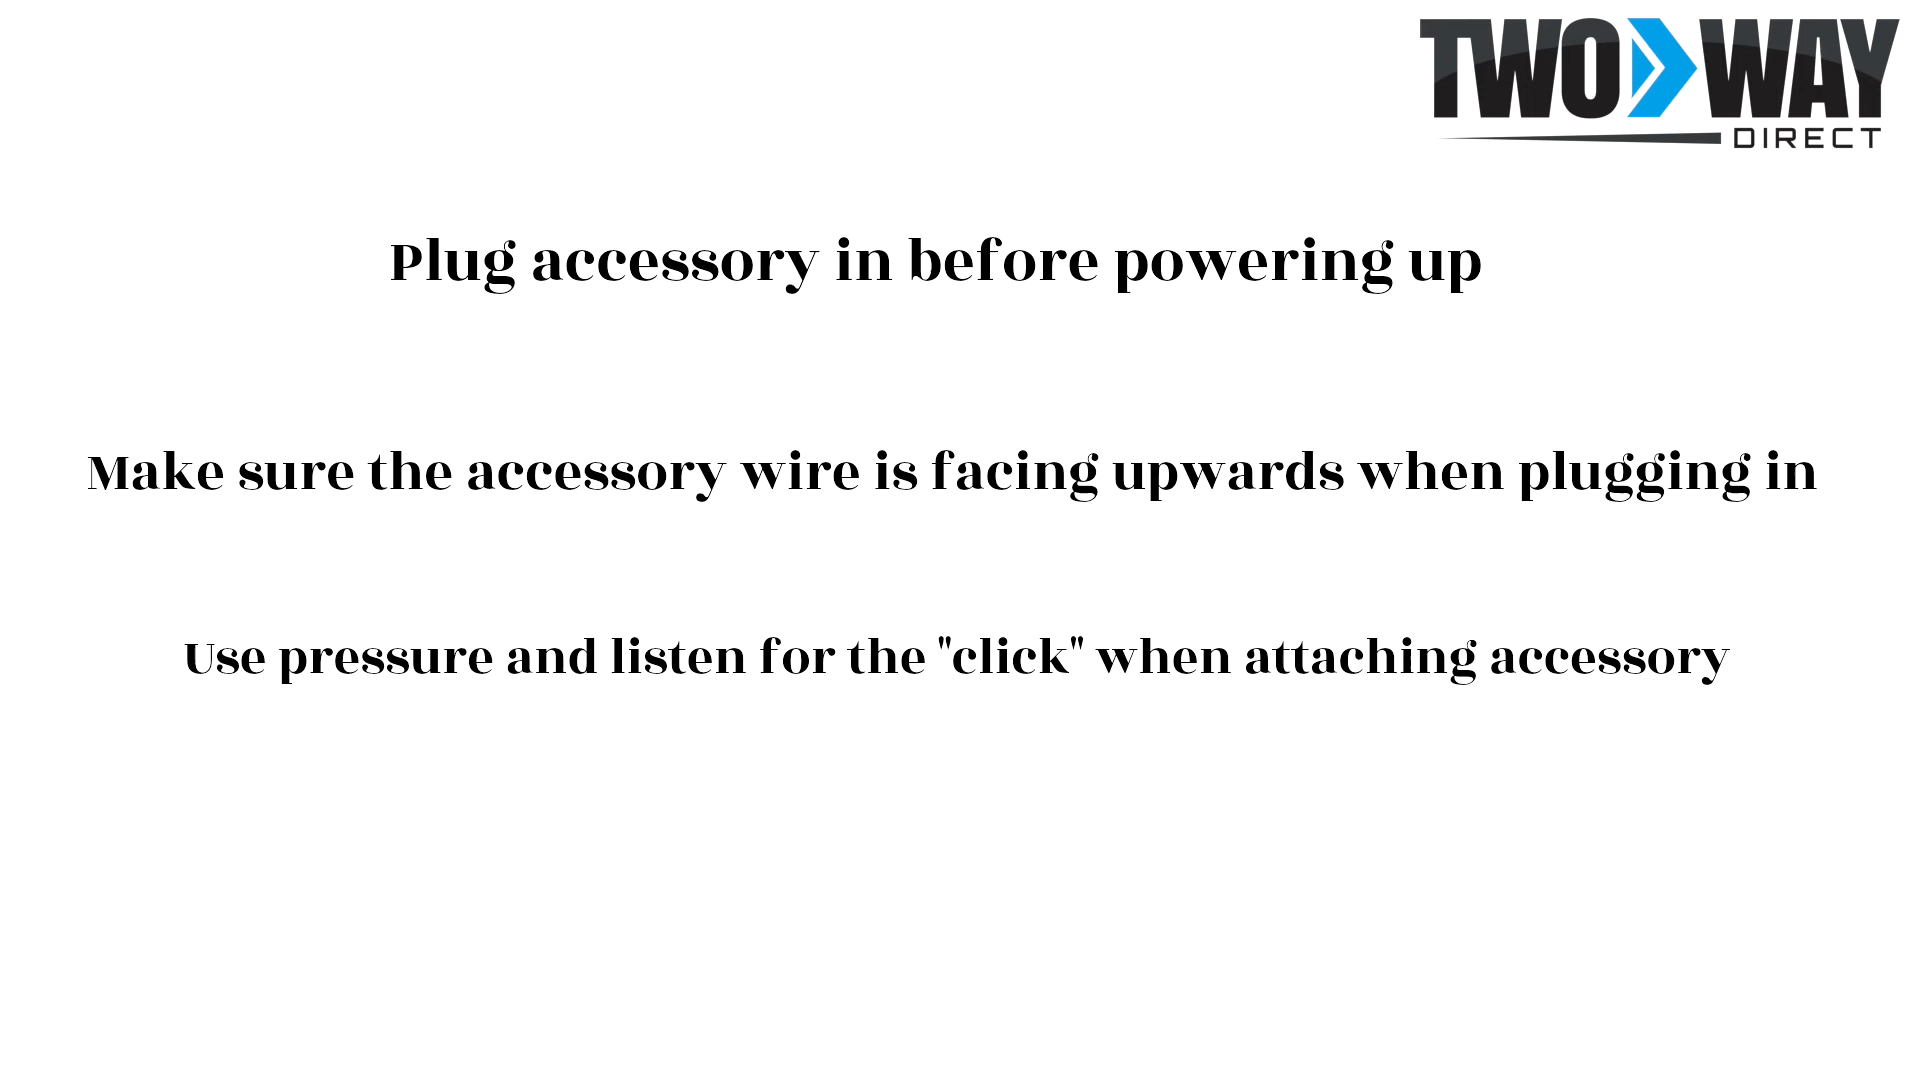 TWO WAY
DIRECT
Plug accessory in before powering up
Make sure the accessory wire is facing upwards when plugging in
Use pressure and listen for the "click" when attaching accessory